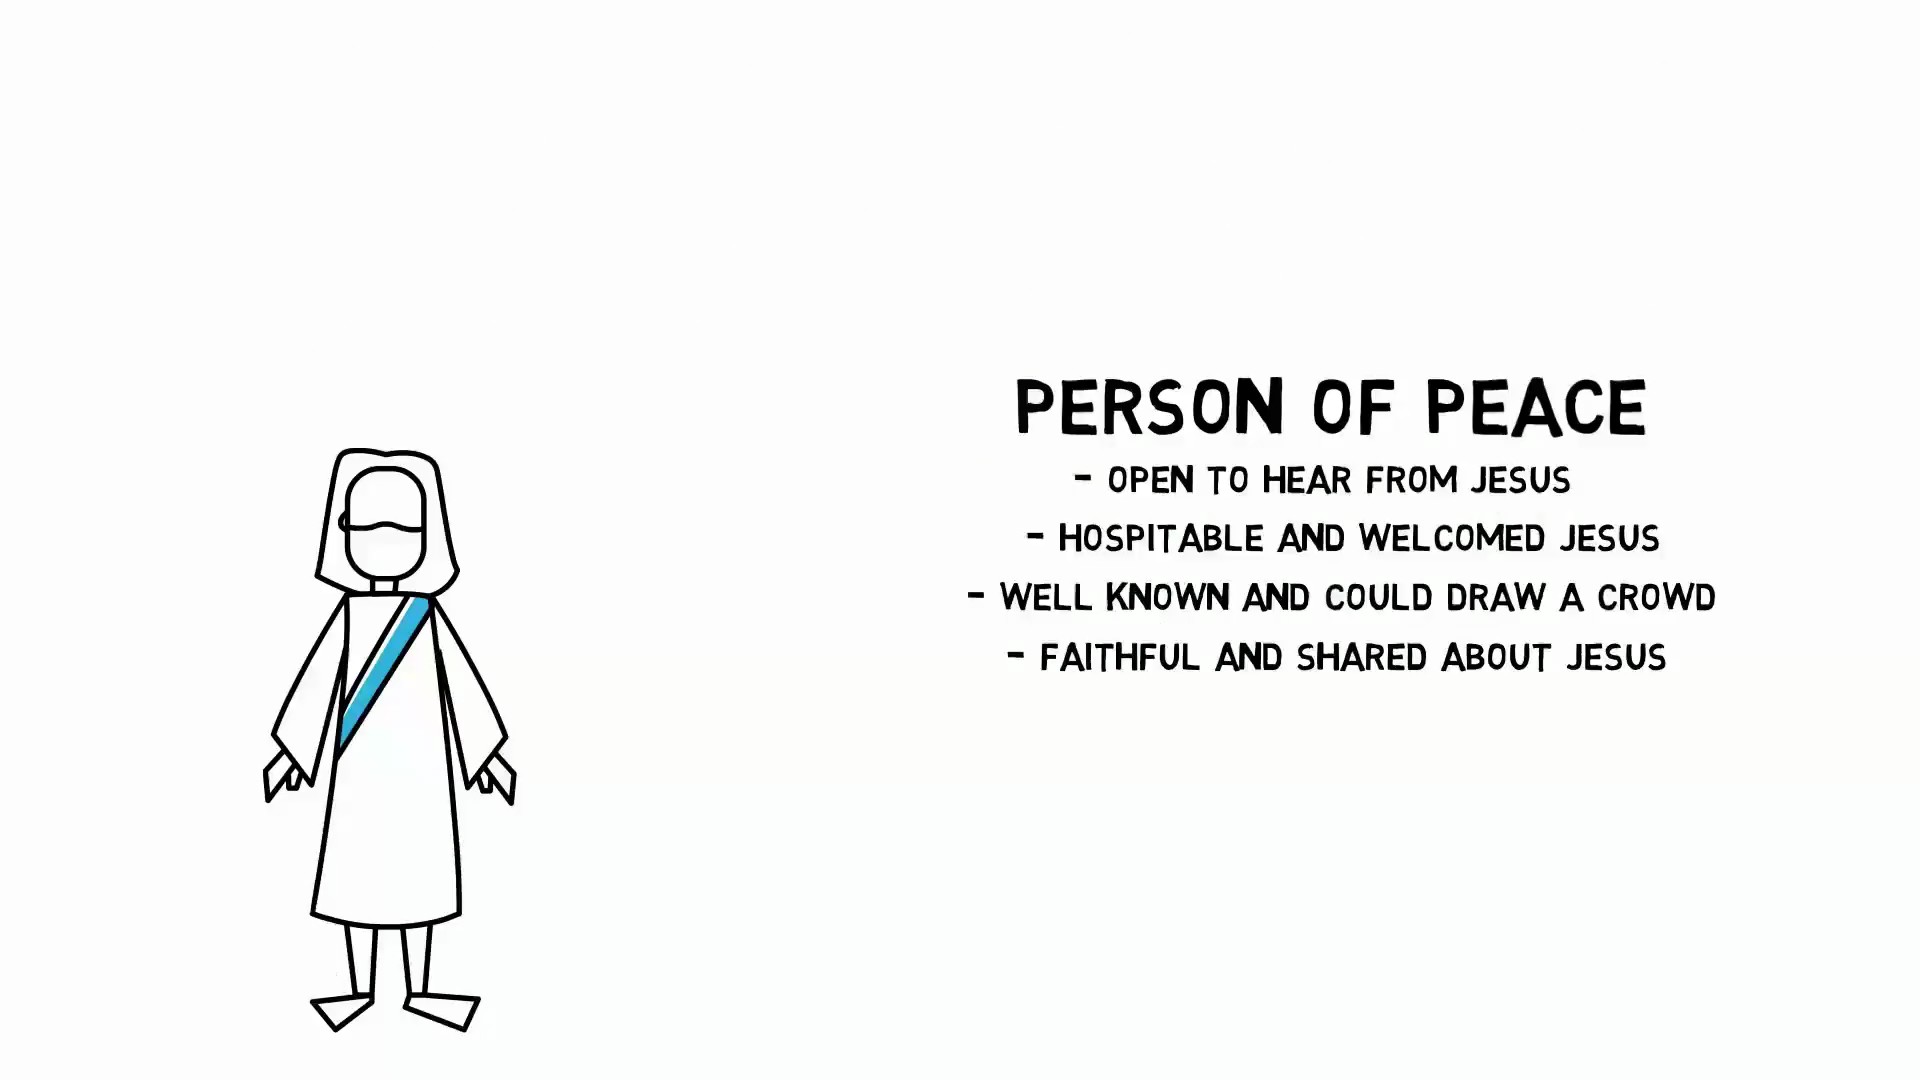 PERSON OF PEACE
- OPEN TO HEAR FROM JESUS
- HOSPITABLE AND WELCOMED JESUS
- WELL KNOWN AND COULD DRAW A CROWD
- FAITHFUL AND SHARED ABOUT JESUS